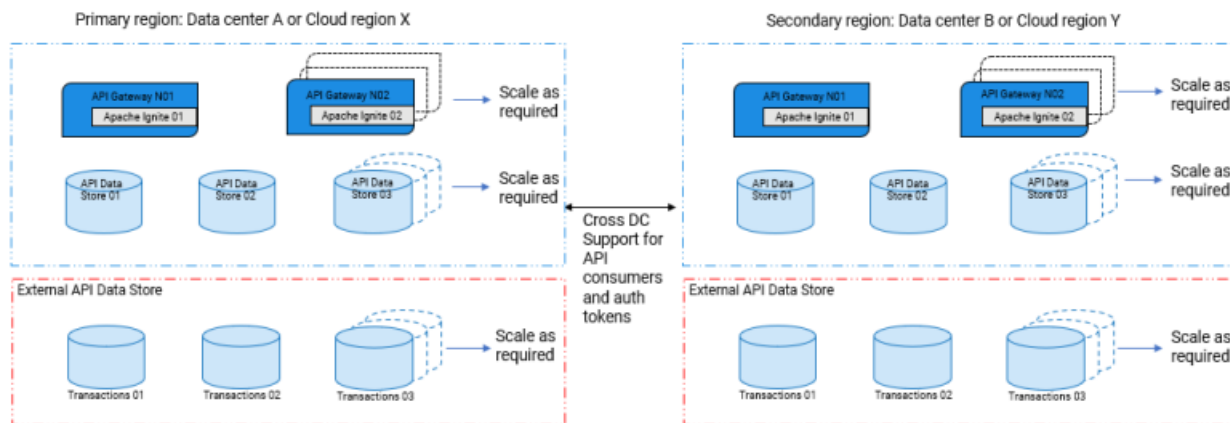 Primary region: Data center A or Cloud region X
API Gateway N01
Apache Ignite 01
API Gateway N02
Apache Ignite 02
Scale as
required
API Data
Store 01
API Data
Store 02
API Data
Store 03
Scale as
required
External API Data Store
Transactions 01
Transactions 02
Transactions 03
Scale as
required
Cross DC
Support for
API
consumers
and auth
tokens
Secondary region: Data center B or Cloud region Y
API Gateway N01
Apache Ignite 01
API Gateway N02
Apache Ignite 02
Scale as
required
API Data
Store 01
API Data
Store 02
API Data
Store 03
Scale as
required
External API Data Store
Transactions 01
Transactions 02
Transactions 03
Scale as
required